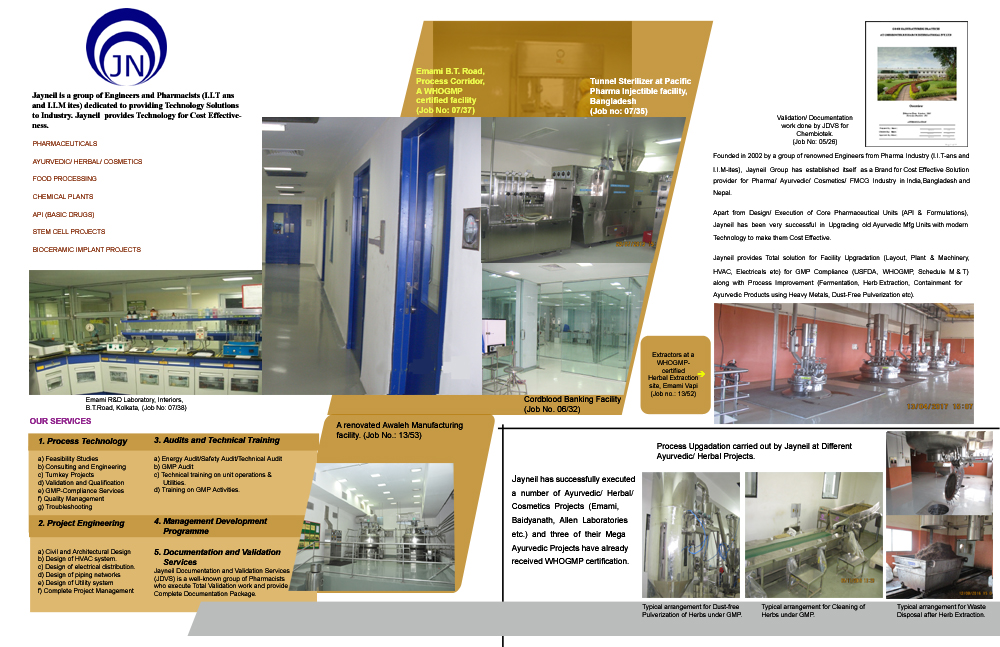 JN
Jayneil is a group of Engineers and Pharmacists (I.I.T ans
and I.I.M ites) dedicated to providing Technology Solutions
to Industry. Jayneil provides Technology for Cost Effective-
ness.
PHARMACEUTICALS
AYURVEDIC/ HERBAL/ COSMETICS
FOOD PROCESSING
CHEMICAL PLANTS
API (BASIC DRUGS)
STEM CELL PROJECTS
BIOCERAMIC IMPLANT PROJECTS
Emami R&D Laboratory, Interiors,
B.T.Road, Kolkata, (Job No: 07/38)
OUR SERVICES
1. Process Technology
a) Feasibility Studies
b) Consulting and Engineering
c) Turnkey Projects
d) Validation and Qualification
e) GMP-Compliance Services
f) Quality Management
g) Troubleshooting
2. Project Engineering
a) Civil and Architectural Design
b) Design of HVAC system.
c) Design of electrical distribution.
d) Design of piping networks
e) Design of Utility system
f) Complete Project Management
3. Audits and Technical Training
a) Energy Audit/Safety Audit/Technical Audit
b) GMP Audit
c) Technical training on unit operations &
Utilities.
d) Training on GMP Activities.
4. Management Development
Programme
5. Documentation and Validation
Services
Jayneil Documentation and Validation Services
(JDVS) is a well-known group of Pharmacists
who execute Total Validation work and provide
Complete Documentation Package.
Emami B.T. Road,
Process Corridor,
A WHOGMP
certified facility
(Job No: 07/37)
Tunnel Sterilizer at Pacific
Pharma Injectible facility,
Bangladesh
(Job no: 07/35)
Cordblood Banking Facility
(Job No. 06/32)
A renovated Awaleh Manufacturing
facility. (Job No.: 13/53)
Validation/ Documentation
work done by JDVS for
Chembiotek.
(Job No: 05/26)
Founded in 2002 by a group of renowned Engineers from Pharma Industry (I.I.T-ans and
I.I.M-ites), Jayneil Group has established itself as a Brand for Cost Effective Solution
provider for Pharma/ Ayurvedic/ Cosmetics/ FMCG Industry in India,Bangladesh and
Nepal.
Apart from Design/ Execution of Core Pharmaceutical Units (API & Formulations),
Jayneil has been very successful in Upgrading old Ayurvedic Mfg Units with modern
Technology to make them Cost Effective.
Jayneil provides Total solution for Facility Upgradation (Layout, Plant & Machinery,
HVAC, Electricals etc) for GMP Compliance (USFDA, WHOGMP, Schedule M & T)
along with Process Improvement (Fermentation, Herb Extraction, Containment for
Ayurvedic Products using Heavy Metals, Dust-Free Pulverization etc).
Extractors at a
WHOGMP-
certified
Herbal Extraction
site, Emami Vapi
(Job no.: 13/52)
Process Upgadation carried out by Jayneil at Different
Ayurvedic/ Herbal Projects.
Jayneil has successfully executed
a number of Ayurvedic/ Herbal/
Cosmetics Projects (Emami,
Baidyanath, Allen Laboratories
etc.) and three of their Mega
Ayurvedic Projects have already
received WHOGMP certification.
Typical arrangement for Dust-free
Pulverization of Herbs under GMP.
Typical arrangement for Cleaning of
Herbs under GMP.
Typical arrangement for Waste
Disposal after Herb Extraction.